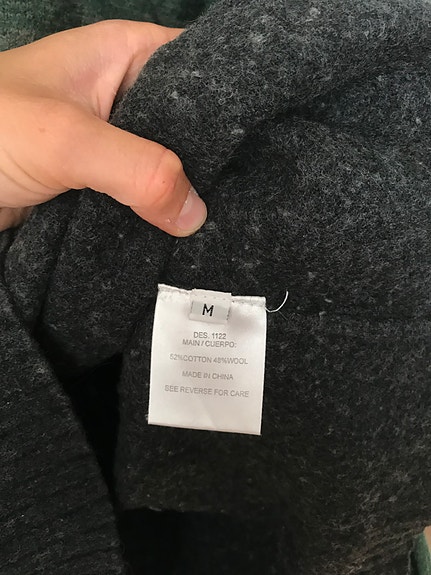 M
DES. 1122
MAIN / CUERPO:
52%COTTON 48%WOOL
MADE IN CHINA
SEE REVERSE FOR CARE